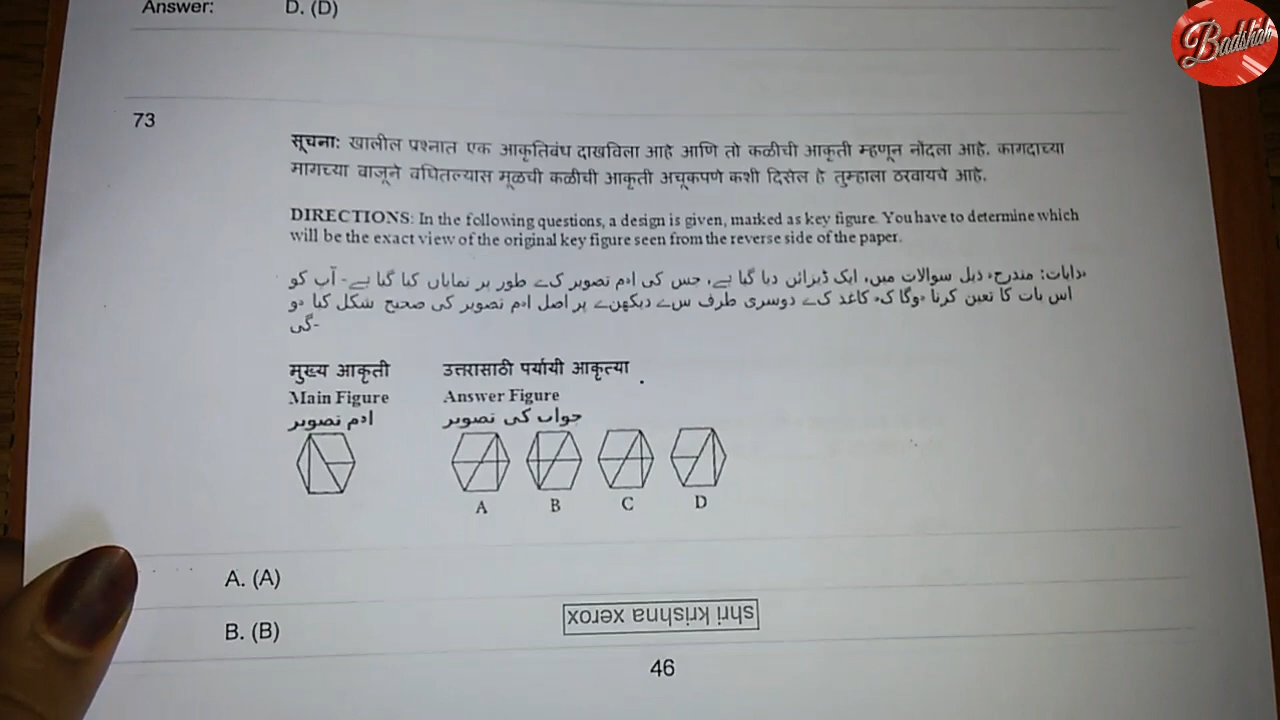 Answer: D. (D)
Badshah
73
सूचना: खालील प्रश्नात एक आकृतिबंध दाखविला आहे आणि तो कळीची आकृती म्हणून नोंदला आहे. कागदाच्या
मागच्या बाजूने बघितल्यास मूळची कळीची आकृती अचूकपणे कशी दिसेल हे तुम्हाला ठरवायचे आहे.
DIRECTIONS: In the following questions, a design is given, marked as key figure. You have to determine which
will be the exact view of the original key figure seen from the reverse side of the paper.
ہدایات: مندرجہ ذیل سوالات میں، ایک ڈیزائن دیا گیا ہے، جس کی اہم تصویر کے طور پر نمایاں کیا گیا ہے- آپ کو
اس بات کا تعین کرنا ہوگا کہ کاغذ کے دوسری طرف سے دیکھنے پر اصل اہم تصویر کی صحیح شکل کیا ہو
گی-
मुख्य आकृती उत्तरासाठी पर्यायी आकृत्या
Main Figure Answer Figure
اہم تصویر جواب کی تصویر
A B C D
A. (A)
B. (B)
shri krishna xerox
46